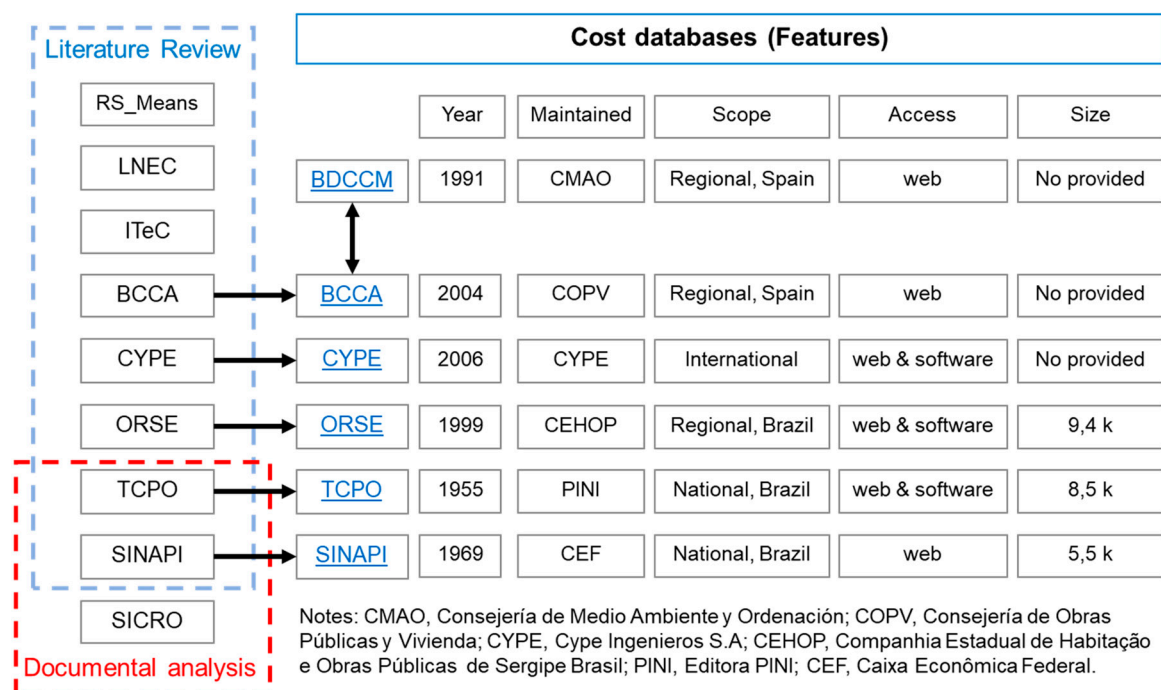 Literature Review
Cost databases (Features)
RS_Means
Year Maintained Scope Access Size
LNEC
BDCCM 1991 CMAO Regional, Spain web No provided
ITeC
BCCA BCCA 2004 COPV Regional, Spain web No provided
CYPE CYPE 2006 CYPE International web & software No provided
ORSE ORSE 1999 CEHOP Regional, Brazil web & software 9,4 k
TCPO TCPO 1955 PINI National, Brazil web & software 8,5 k
SINAPI SINAPI 1969 CEF National, Brazil web 5,5 k
SICRO
Documental analysis
Notes: CMAO, Consejería de Medio Ambiente y Ordenación; COPV, Consejería de Obras
Públicas y Vivienda; CYPE, Cype Ingenieros S.A; CEHOP, Companhia Estadual de Habitação
e Obras Públicas de Sergipe Brasil; PINI, Editora PINI; CEF, Caixa Econômica Federal.